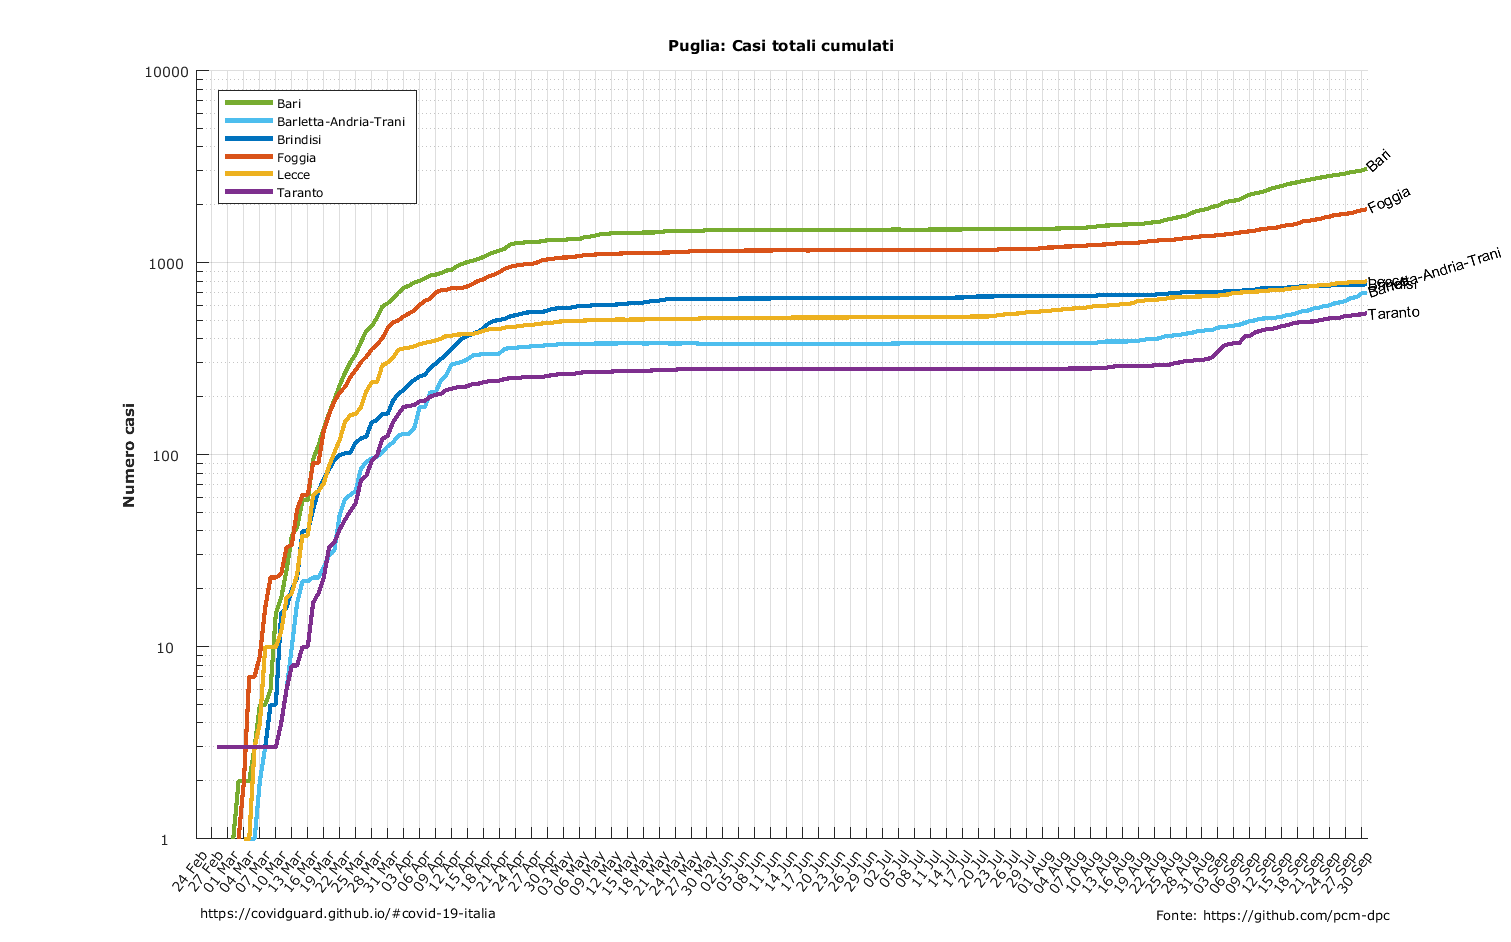 Puglia: Casi totali cumulati
10000
1000
100
10
1
Numero casi
Bari
Barletta-Andria-Trani
Brindisi
Foggia
Lecce
Taranto
Bari
Foggia
Barletta-Andria-Trani
Taranto
24 Feb
27 Feb
01 Mar
04 Mar
07 Mar
10 Mar
13 Mar
16 Mar
19 Mar
22 Mar
25 Mar
28 Mar
31 Mar
03 Apr
06 Apr
09 Apr
12 Apr
15 Apr
18 Apr
21 Apr
24 Apr
27 Apr
30 Apr
03 May
06 May
09 May
12 May
15 May
18 May
21 May
24 May
27 May
30 May
02 Jun
05 Jun
08 Jun
11 Jun
14 Jun
17 Jun
20 Jun
23 Jun
26 Jun
29 Jun
02 Jul
05 Jul
08 Jul
11 Jul
14 Jul
17 Jul
20 Jul
23 Jul
26 Jul
29 Jul
01 Aug
04 Aug
07 Aug
10 Aug
13 Aug
16 Aug
19 Aug
22 Aug
25 Aug
28 Aug
31 Aug
03 Sep
06 Sep
09 Sep
12 Sep
15 Sep
18 Sep
21 Sep
24 Sep
27 Sep
30 Sep
https://covidguard.github.io/#covid-19-italia
Fonte: https://github.com/pcm-dpc